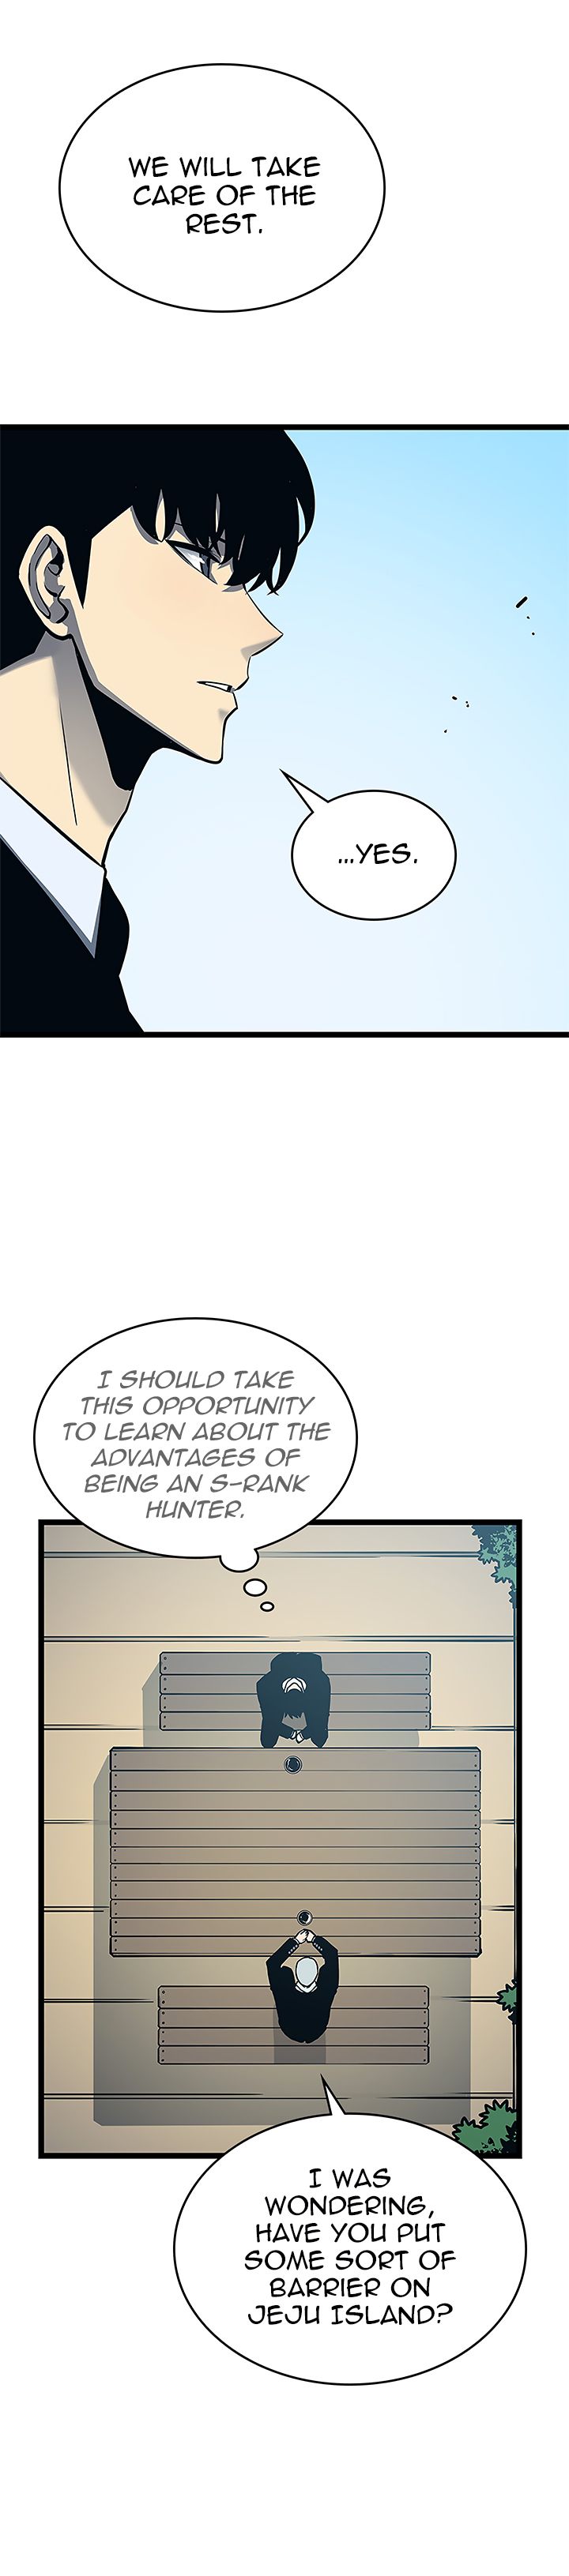 WE WILL TAKE
CARE OF THE
REST.
...YES.
I SHOULD TAKE
THIS OPPORTUNITY
TO LEARN ABOUT THE
ADVANTAGES OF
BEING AN S-RANK
HUNTER.
I WAS
WONDERING,
HAVE YOU PUT
SOME SORT OF
BARRIER ON
JEJU ISLAND?